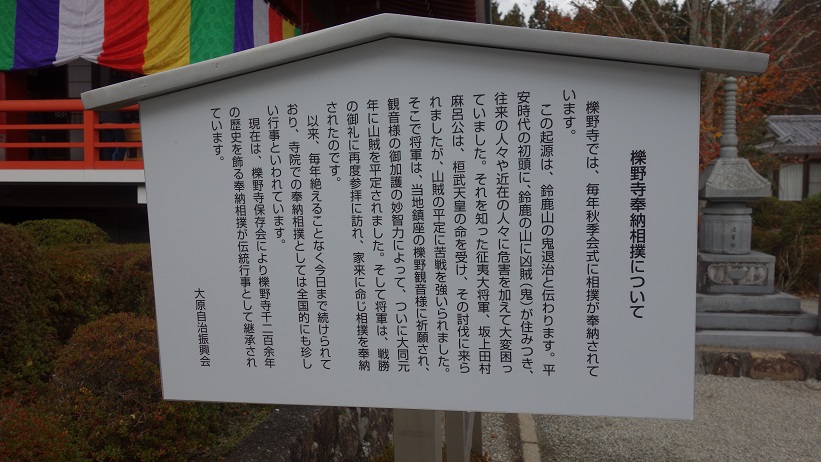 櫟野寺奉納相撲について
櫟野寺では、毎年秋季会式に相撲が奉納されて
います。
この起源は、鈴鹿山の鬼退治と伝わります。平
安時代の初頭に、鈴鹿の山に凶賊（鬼）が住みつき、
往来の人々や近在の人々に危害を加えて大変困っ
ていました。それを知った征夷大将軍、坂上田村
麻呂公は、桓武天皇の命を受け、その討伐に来ら
れましたが、山賊の平定に苦戦を強いられました。
そこで将軍は、当地鎮座の櫟野観音様に祈願され、
観音様の御加護の妙智力によって、ついに大同元
年に山賊を平定されました。そして将軍は、戦勝
の御礼に再度参拝に訪れ、家来に命じ相撲を奉納
されたのです。
以来、毎年絶えることなく今日まで続けられて
おり、寺院での奉納相撲としては全国的にも珍し
い行事といわれています。
現在は、櫟野寺保存会により櫟野寺千二百余年
の歴史を飾る奉納相撲が伝統行事として継承され
ています。
大原自治振興会